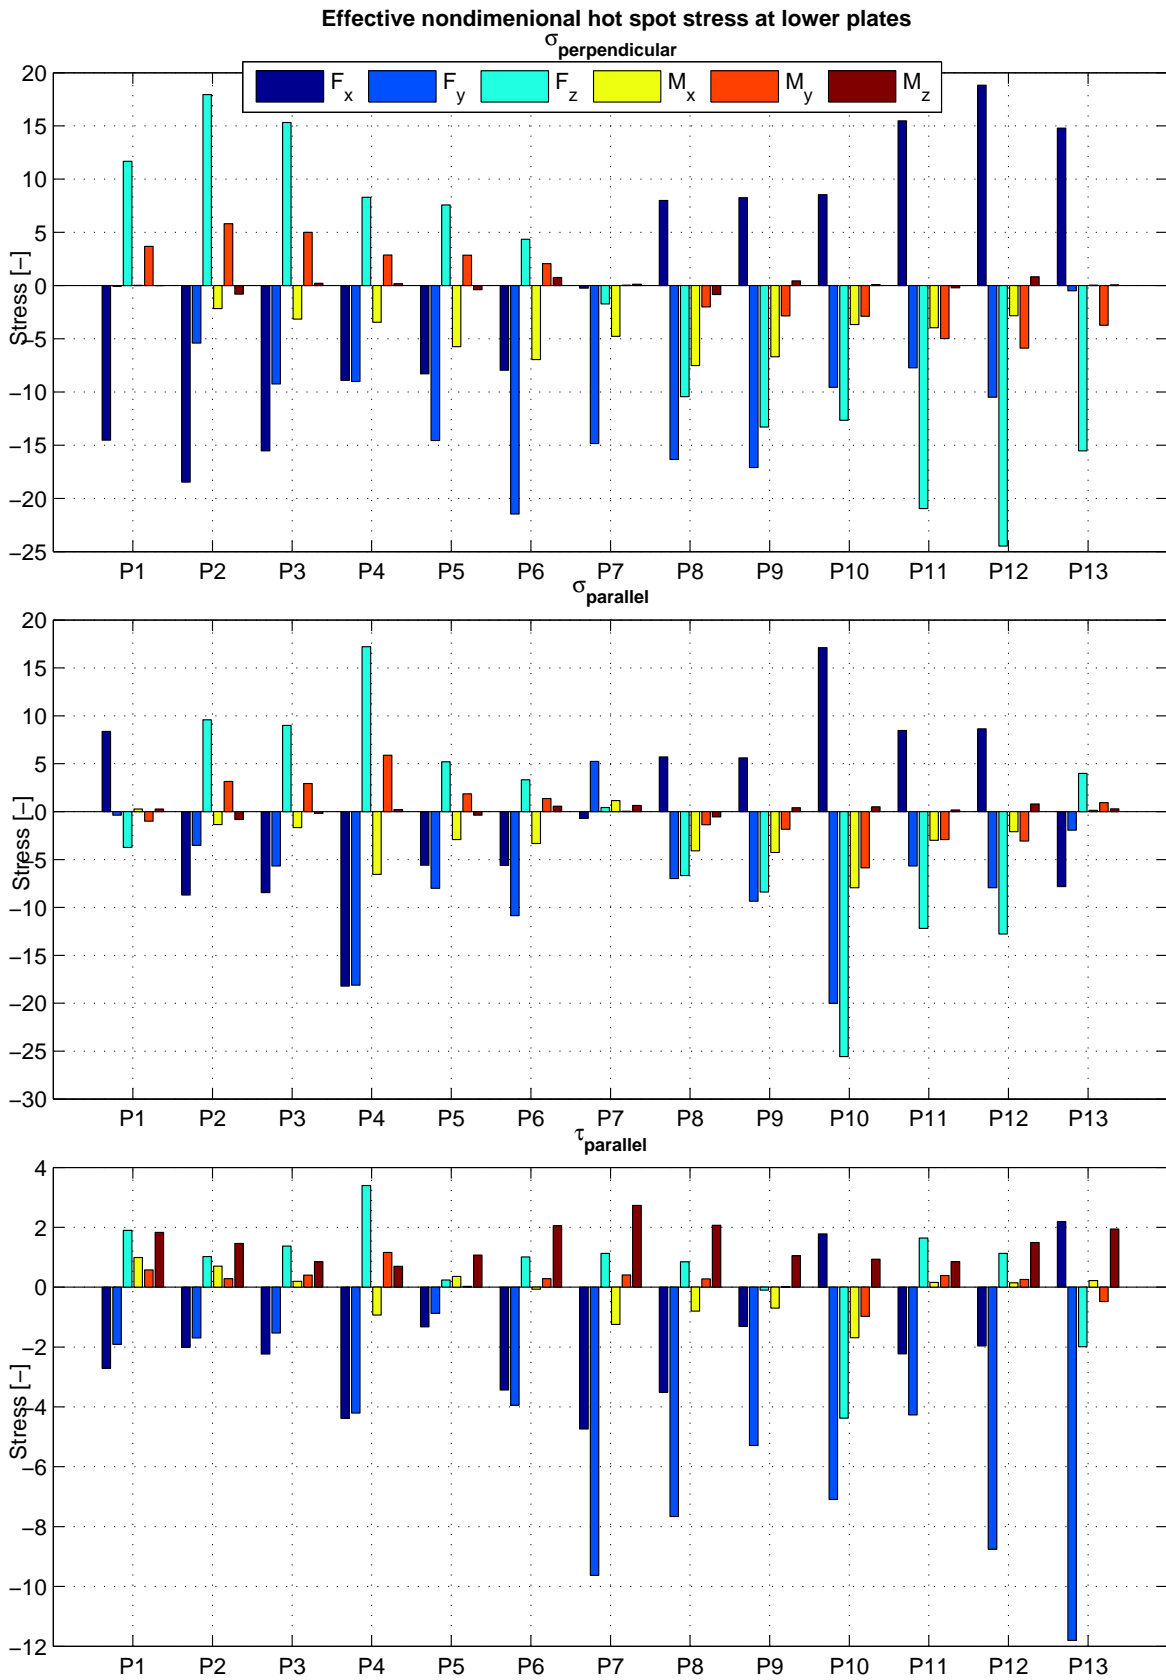 Effective nondimenional hot spot stress at lower plates
σperpendicular
Fx Fy Fz Mx My Mz
20
15
10
5
0
−5
−10
−15
−20
−25
Stress [−]
P1 P2 P3 P4 P5 P6 P7 P8 P9 P10 P11 P12 P13
σparallel
20
15
10
5
0
−5
−10
−15
−20
−25
−30
Stress [−]
P1 P2 P3 P4 P5 P6 P7 P8 P9 P10 P11 P12 P13
τparallel
4
2
0
−2
−4
−6
−8
−10
−12
Stress [−]
P1 P2 P3 P4 P5 P6 P7 P8 P9 P10 P11 P12 P13